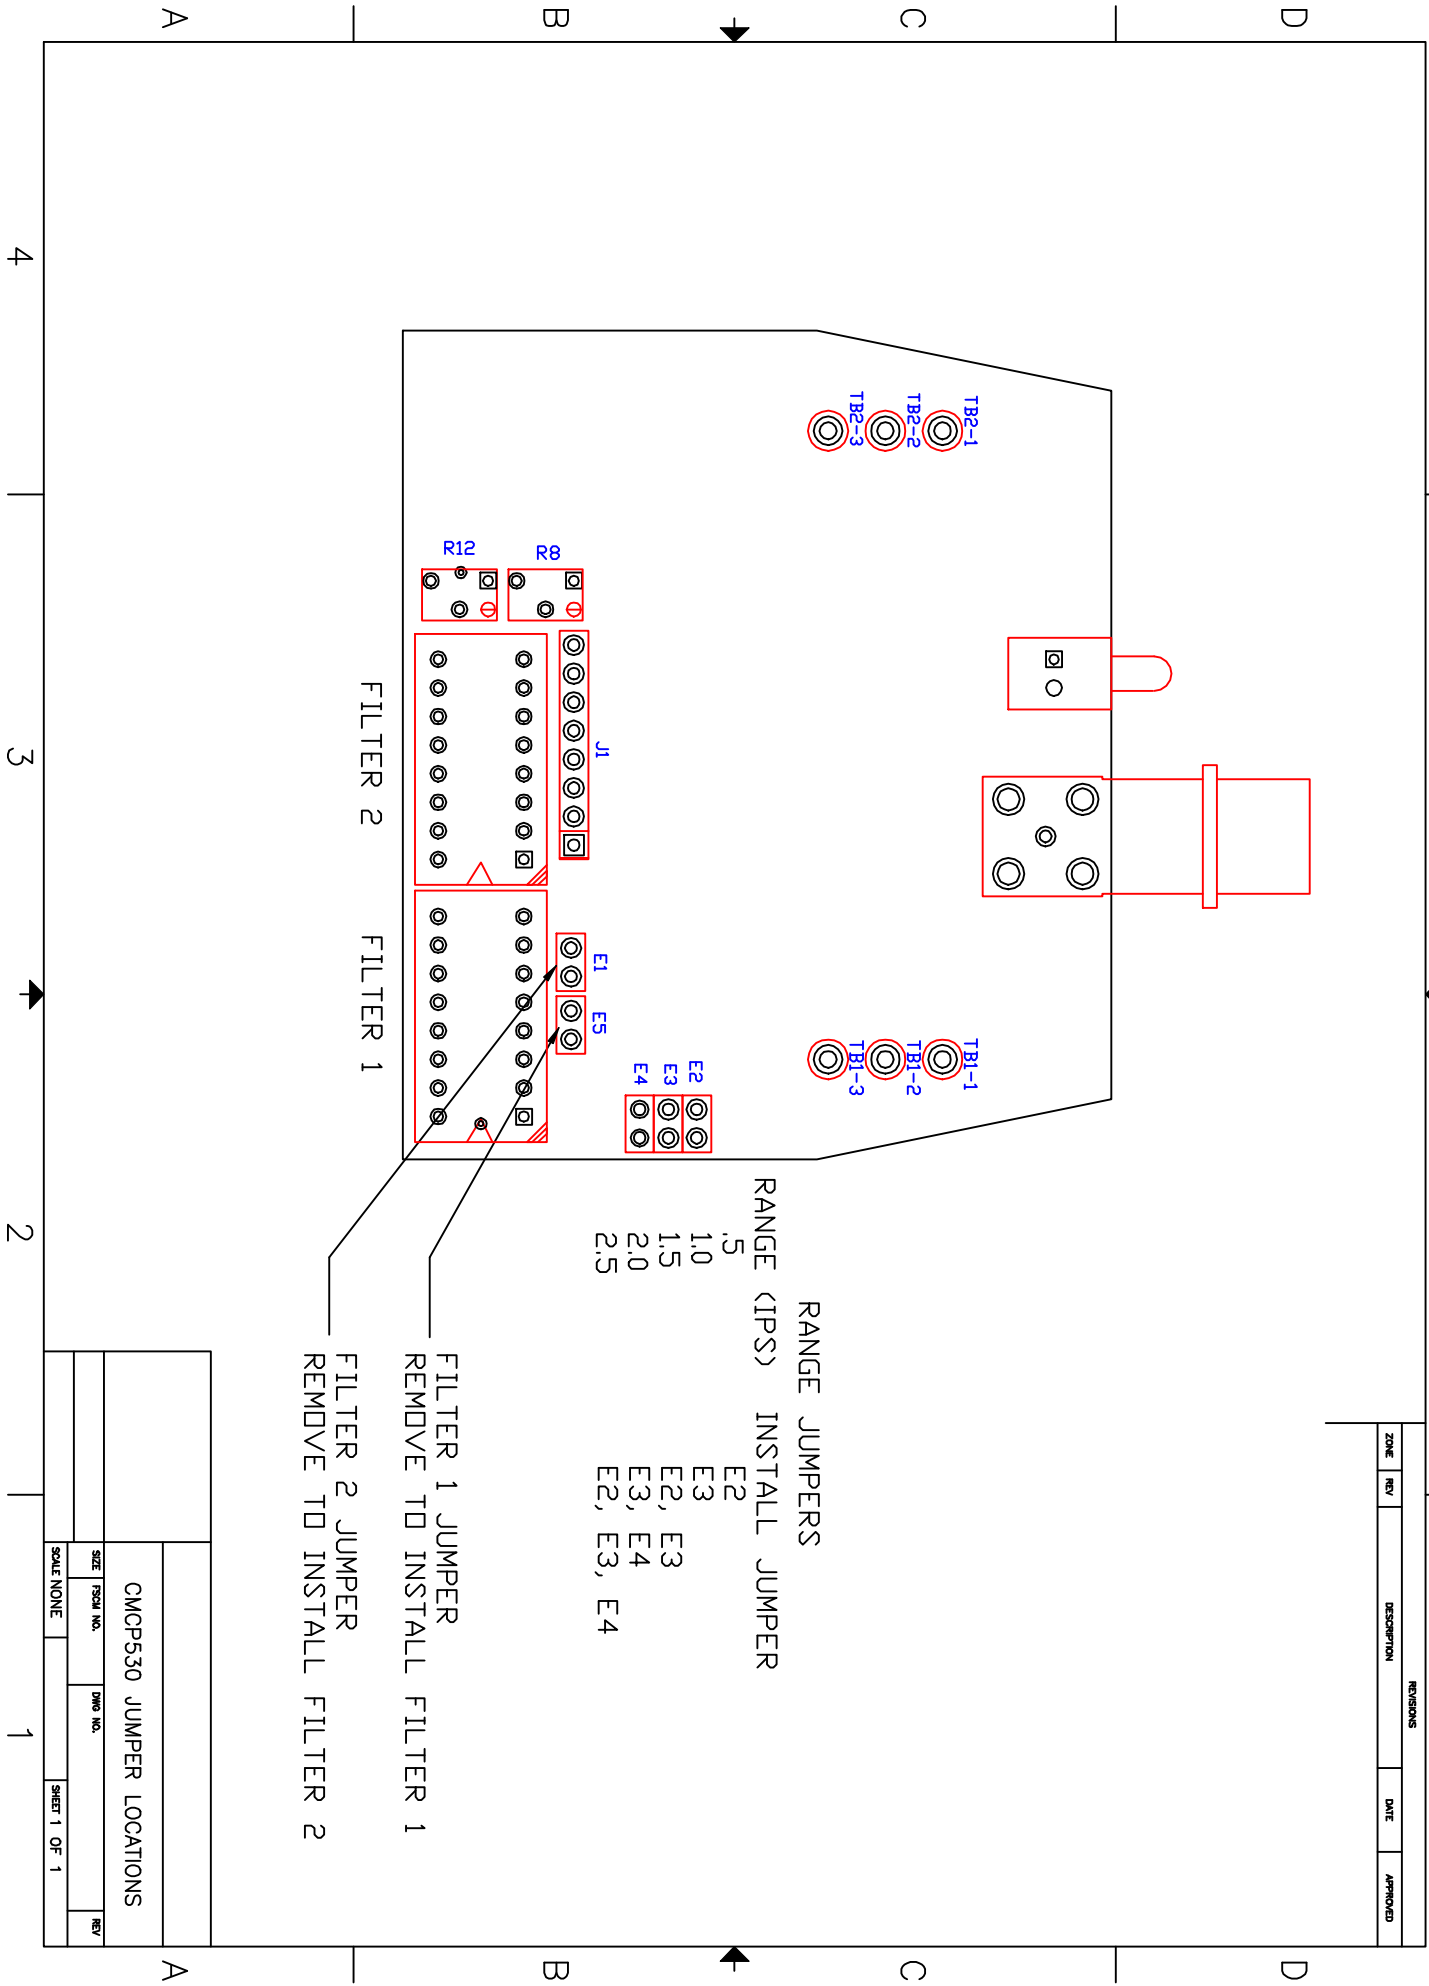 D
C
B
A
4
3
2
1
D
C
B
A
REVISIONS
ZONE REV DESCRIPTION DATE APPROVED
TB2-1
TB2-2
TB2-3
TB1-1
TB1-2
TB1-3
R8
R12
J1
E1
E5
E2
E3
E4
FILTER 2
FILTER 1
RANGE JUMPERS
RANGE (IPS) INSTALL JUMPER
.5 E2
1.0 E3
1.5 E2, E3
2.0 E3, E4
2.5 E2, E3, E4
FILTER 1 JUMPER
REMOVE TO INSTALL FILTER 1
FILTER 2 JUMPER
REMOVE TO INSTALL FILTER 2
CMCP530 JUMPER LOCATIONS
SIZE FSCM NO. DWG NO. REV
SCALE NONE SHEET 1 OF 1